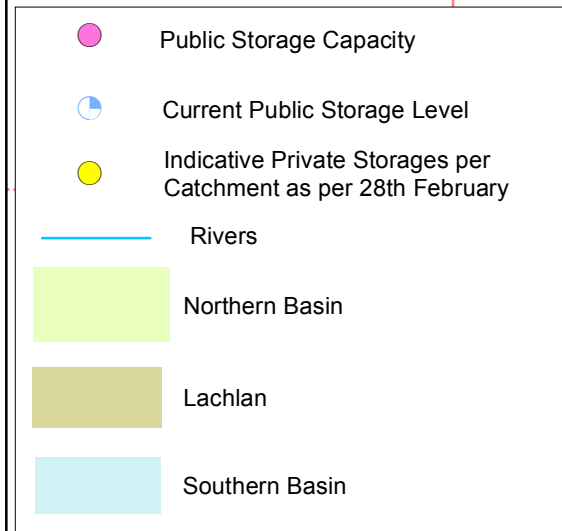 Public Storage Capacity
Current Public Storage Level
Indicative Private Storages per
Catchment as per 28th February
Rivers
Northern Basin
Lachlan
Southern Basin